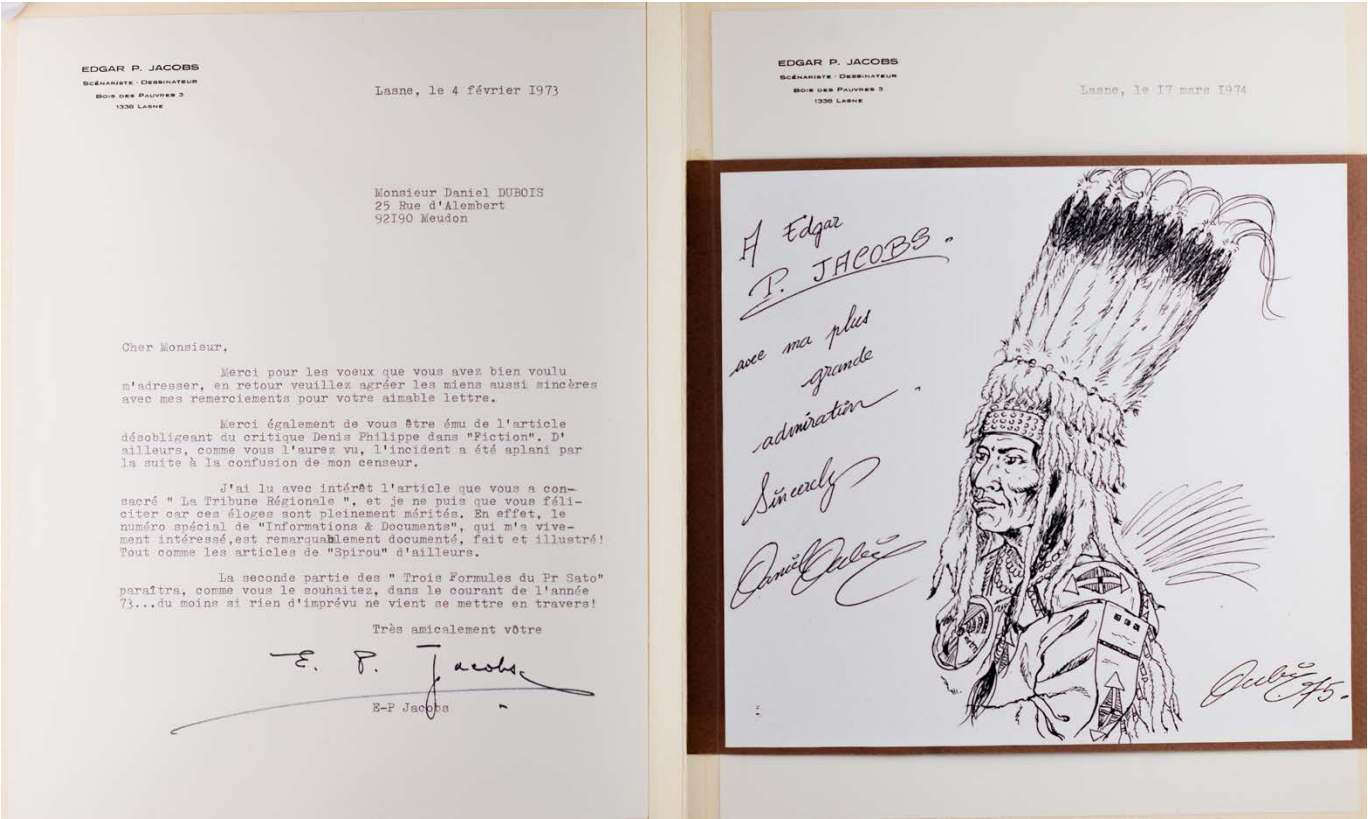 EDGAR P. JACOBS
SCÉNARISTE - DESSINATEUR
BOIS DES PAUVRES 3
1338 LASNE
Lasne, le 4 février I973
Monsieur Daniel DUBOIS
25 Rue d'Alembert
92I90 Meudon
Cher Monsieur,
Merci pour les voeux que vous avez bien voulu
m'adresser, en retour veuillez agréer les miens aussi sincères
avec mes remerciements pour votre aimable lettre.
Merci également de vous être ému de l'article
désobligeant du critique Denis Philippe dans "Fiction". D'
ailleurs, comme vous l'aurez vu, l'incident a été aplani par
la suite à la confusion de mon censeur.
J'ai lu avec intérêt l'article que vous a con-
sacré " La Tribune Régionale ", et je ne puis que vous féli-
citer car ces éloges sont pleinement mérités. En effet, le
numéro spécial de "Informations & Documents", qui m'a vive-
ment intéressé,est remarquablement documenté, fait et illustré!
Tout comme les articles de "Spirou" d'ailleurs.
La seconde partie des " Trois Formules du Pr Sato"
paraîtra, comme vous le souhaitez, dans le courant de l'année
73...du moins si rien d'imprévu ne vient se mettre en travers!
Très amicalement vôtre
E. P. Jacobs
E-P Jacobs
EDGAR P. JACOBS
SCÉNARISTE - DESSINATEUR
BOIS DES PAUVRES 3
1338 LASNE
Lasne, le I7 mars I974
A Edgar
P. JACOBS.
avec ma plus
grande
admiration.
Sincerely
Daniel Dubois
Dubois 75.